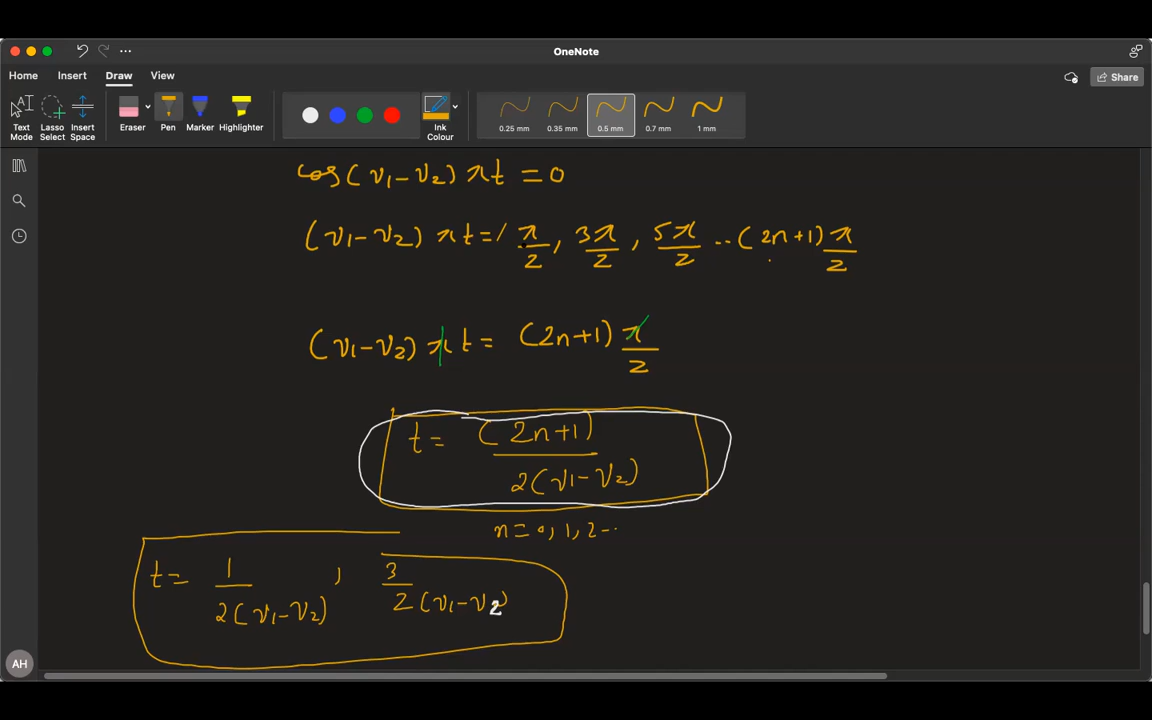 OneNote
Home Insert Draw View
Share
Text Mode
Lasso Select
Insert Space
Eraser
Pen
Marker
Highlighter
Ink Colour
0.25 mm
0.35 mm
0.5 mm
0.7 mm
1 mm
cos(ν1-ν2) πt = 0
(ν1-ν2) πt = π/2, 3π/2, 5π/2 .. (2n+1) π/2
(ν1-ν2) πt = (2n+1) π/2
t = (2n+1) / 2(ν1-ν2)
n = 0, 1, 2 - ..
t = 1 / 2(ν1-ν2) , 3 / 2(ν1-ν2)
AH